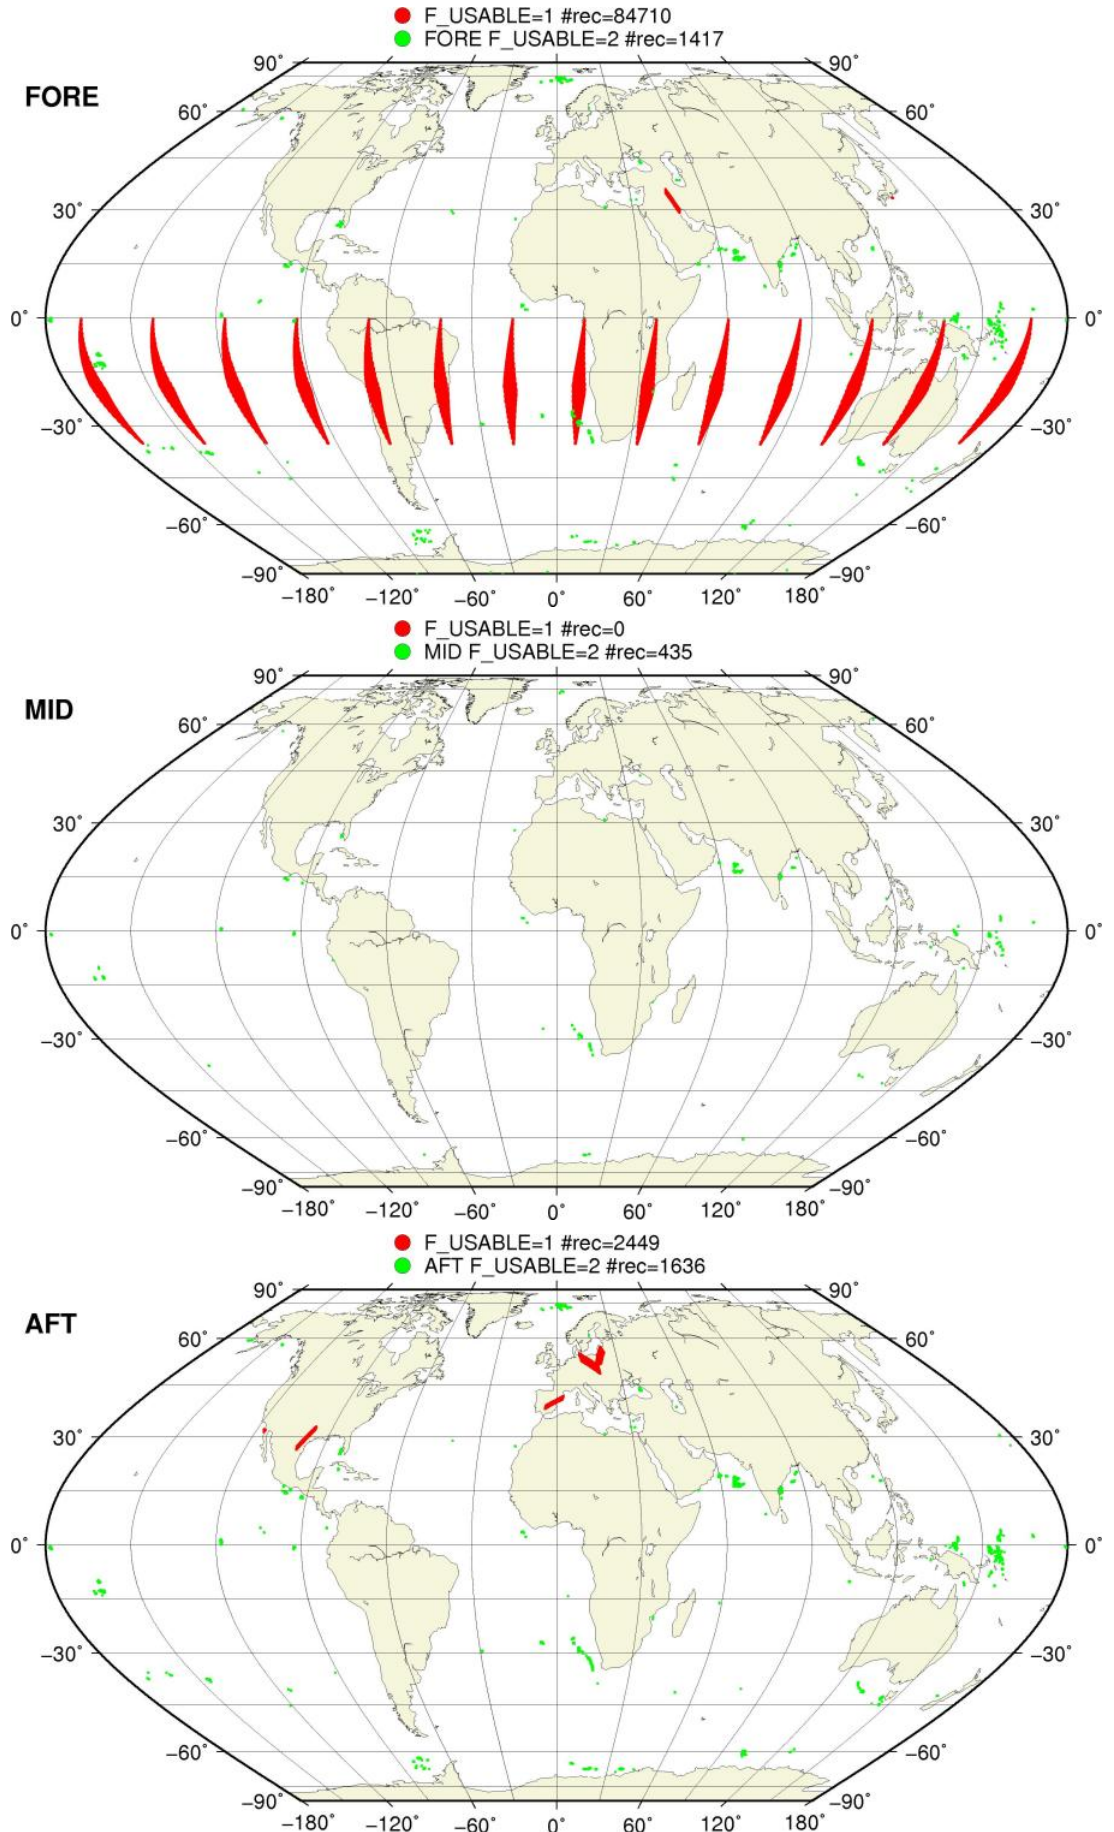 F_USABLE=1 #rec=84710
FORE F_USABLE=2 #rec=1417
FORE
90° 90°
60° 60°
30° 30°
0° 0°
−30° −30°
−60° −60°
−90° −90°
−180° −120° −60° 0° 60° 120° 180°
F_USABLE=1 #rec=0
MID F_USABLE=2 #rec=435
MID
90° 90°
60° 60°
30° 30°
0° 0°
−30° −30°
−60° −60°
−90° −90°
−180° −120° −60° 0° 60° 120° 180°
F_USABLE=1 #rec=2449
AFT F_USABLE=2 #rec=1636
AFT
90° 90°
60° 60°
30° 30°
0° 0°
−30° −30°
−60° −60°
−90° −90°
−180° −120° −60° 0° 60° 120° 180°